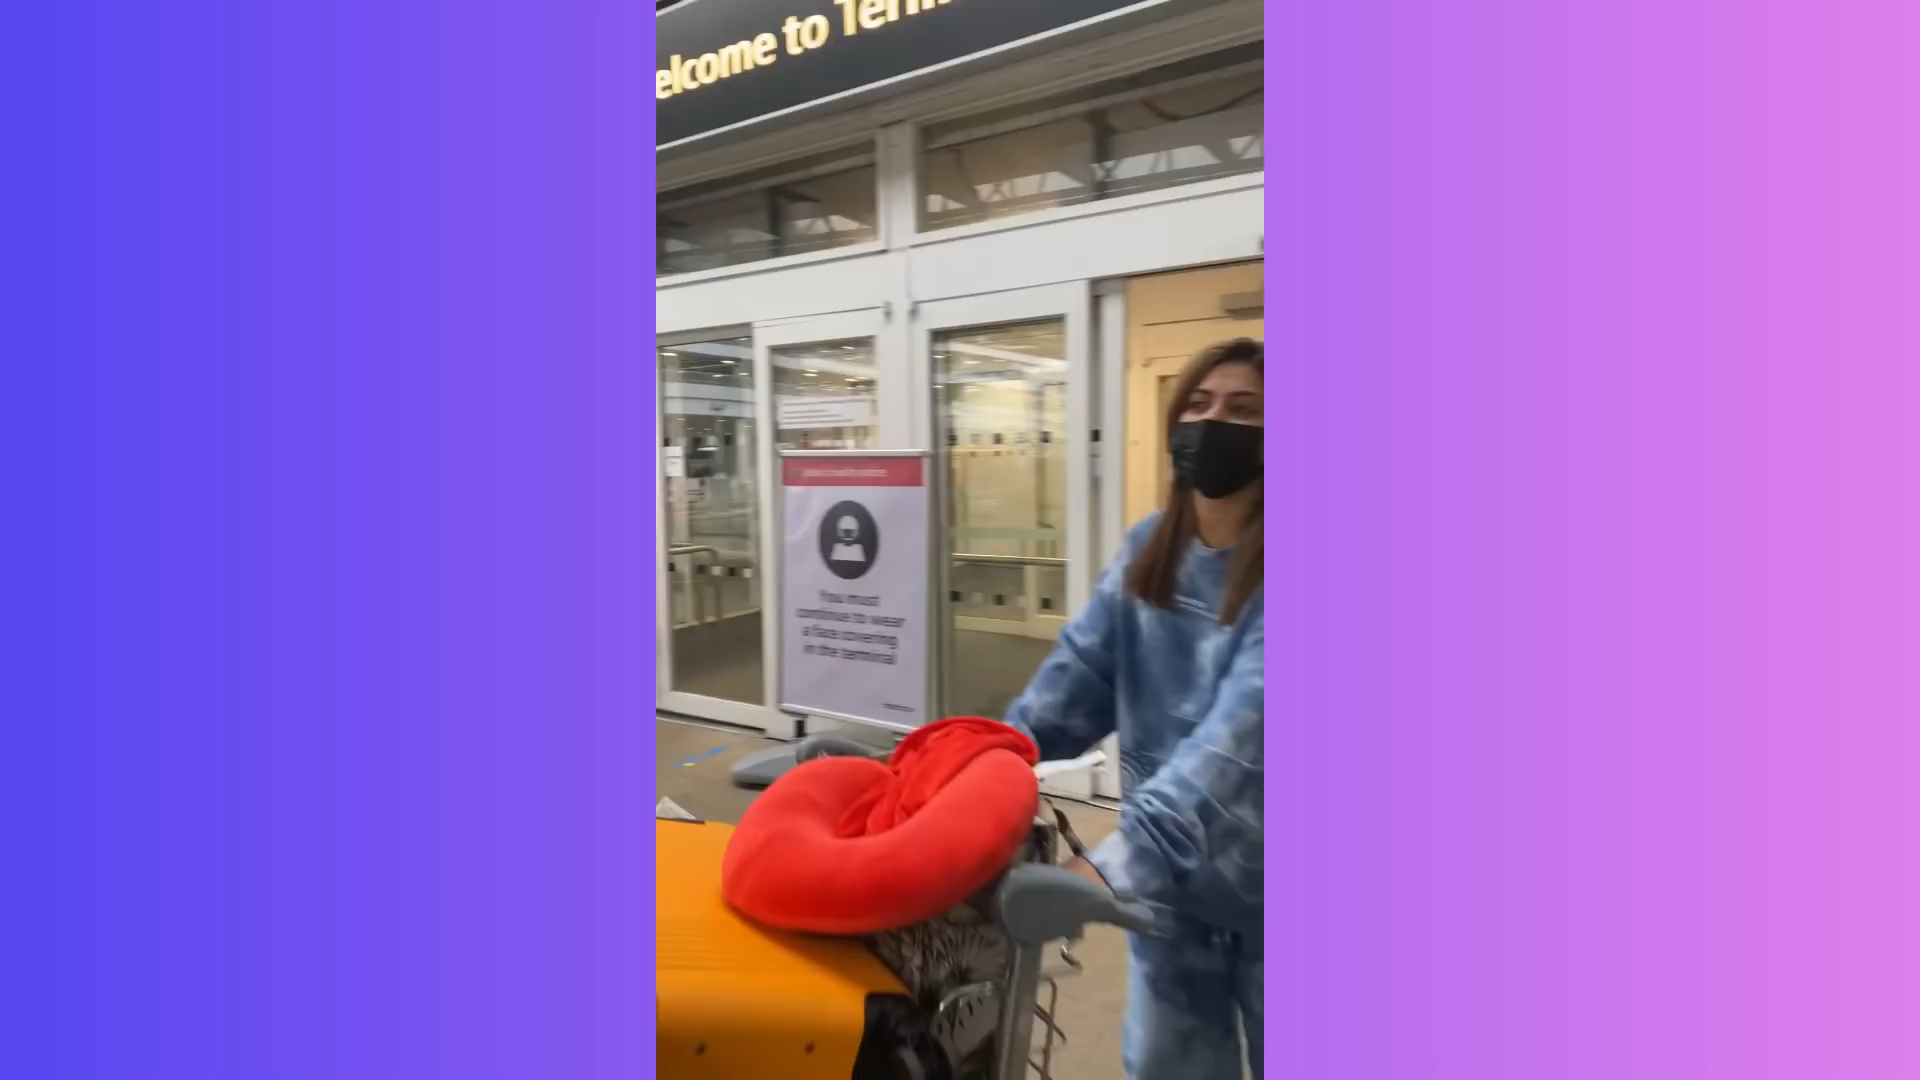 elcome to Term
You must
continue to wear
a face covering
in the terminal